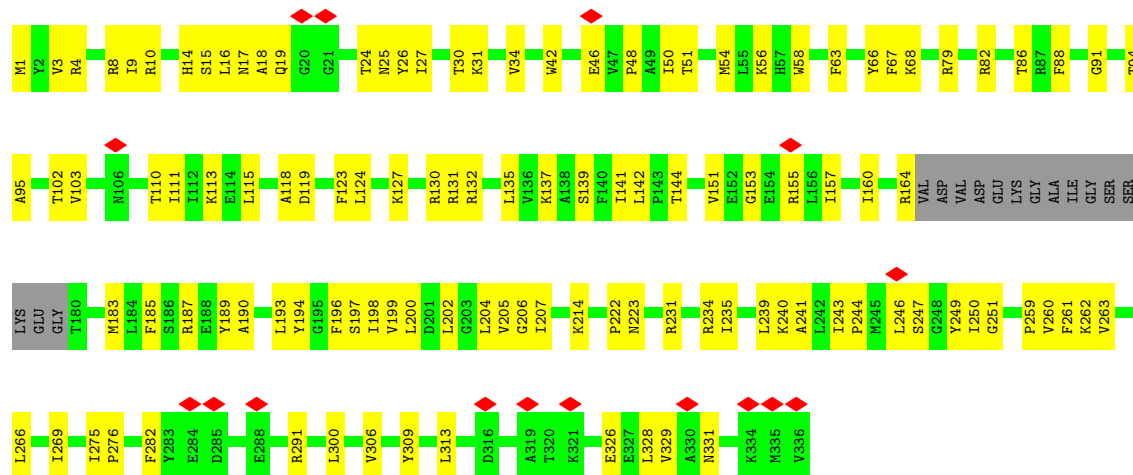 M1 Y2 V3 R4 R8 I9 R10 H14 S15 L16 N17 A18 Q19 G20 G21 T24 N25 Y26 I27 T30 K31 V34 W42 E46 V47 P48 A49 I50 T51 M54 L55 K56 H57 W58 F63 Y66 F67 K68 R79 R82 T86 R87 F88 G91 T94
A95 T102 V103 N106 T110 I111 I112 K113 E114 L115 A118 D119 F123 L124 K127 R130 R131 R132 L135 V136 K137 A138 S139 F140 I141 L142 P143 T144 V151 E152 G153 E154 R155 L156 I157 I160 R164 VAL ASP VAL ASP GLU LYS GLY ALA ILE GLY SER SER
LYS GLU GLY T180 M183 L184 F185 S186 R187 E188 Y189 A190 L193 Y194 G195 F196 S197 I198 V199 L200 D201 L202 G203 L204 V205 G206 I207 K214 P222 N223 R231 R234 I235 L239 K240 A241 L242 I243 P244 M245 L246 S247 G248 Y249 I250 G251 P259 V260 F261 K262 V263
L266 I269 I275 P276 F282 Y283 E284 D285 E288 R291 L300 V306 Y309 L313 D316 A319 T320 K321 E326 E327 L328 V329 A330 N331 K334 M335 V336